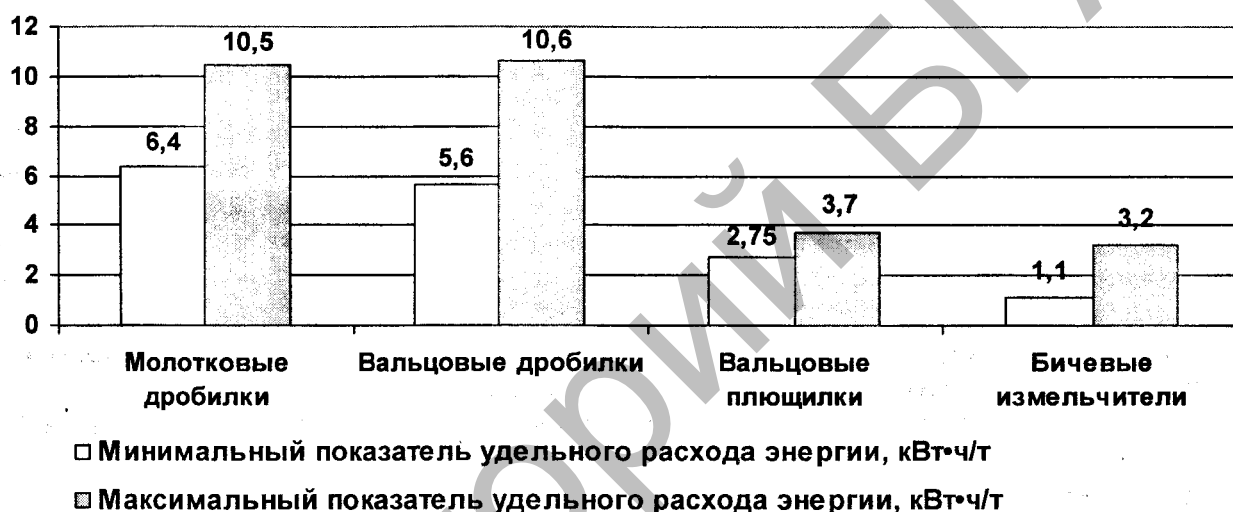 12
10
8
6
4
2
0
6,4
10,5
5,6
10,6
2,75
3,7
1,1
3,2
Молотковые
дробилки
Вальцовые дробилки
Вальцовые
плющилки
Бичевые
измельчители
Минимальный показатель удельного расхода энергии, кВт•ч/т
Максимальный показатель удельного расхода энергии, кВт•ч/т